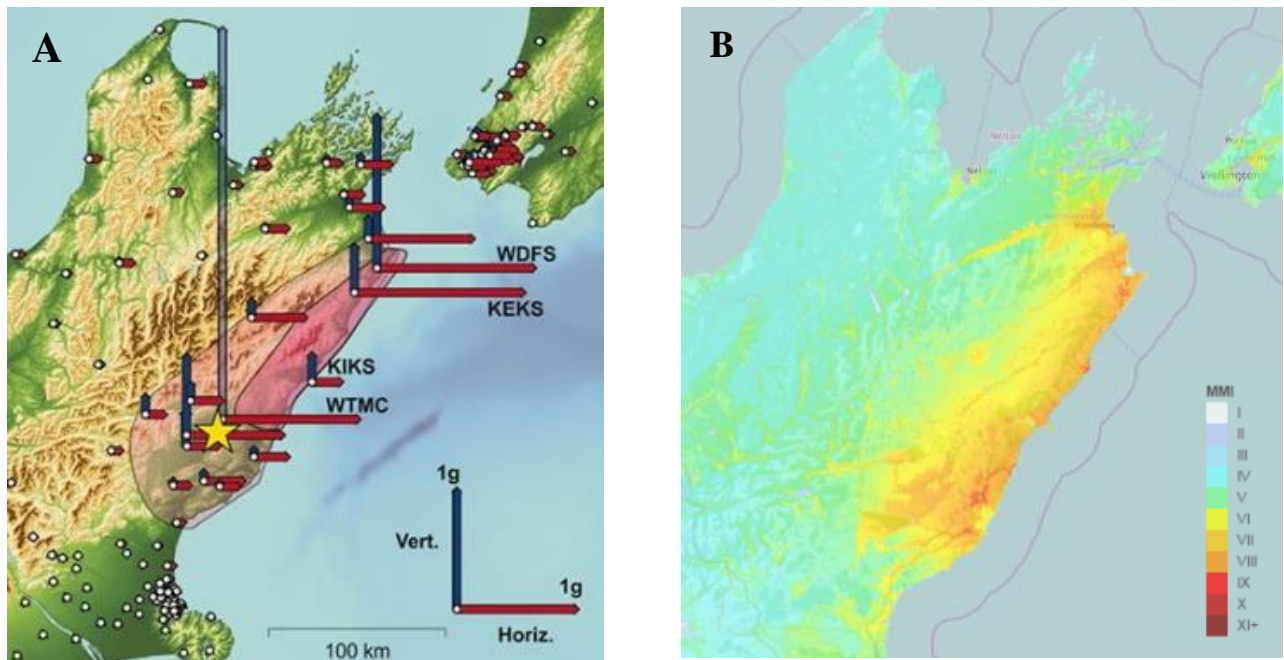 A
WDFS
KEKS
KIKS
WTMC
1g
Vert.
1g
Horiz.
100 km
B
Nelson
Nelson
Wellington
MMI
I
II
III
IV
V
VI
VII
VIII
IX
X
XI+